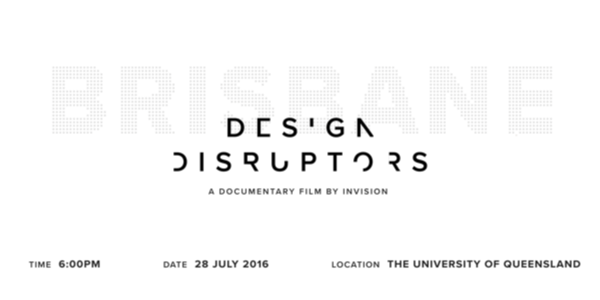 BRISBANE
DESIGN
DISRUPTORS
A DOCUMENTARY FILM BY INVISION
TIME 6:00PM DATE 28 JULY 2016 LOCATION THE UNIVERSITY OF QUEENSLAND